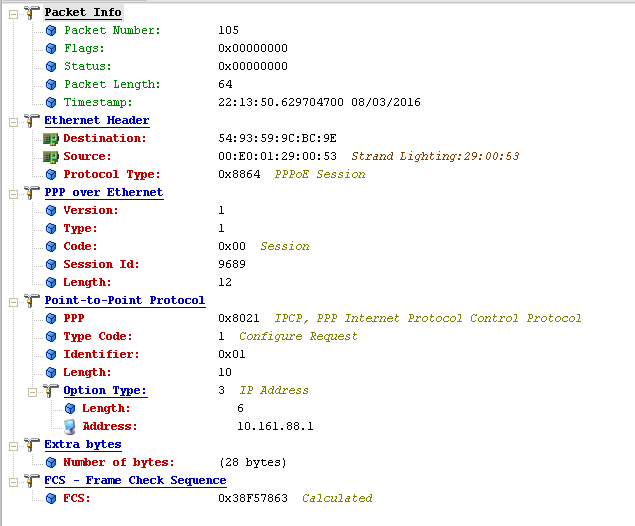 Packet Info
Packet Number: 105
Flags: 0x00000000
Status: 0x00000000
Packet Length: 64
Timestamp: 22:13:50.629704700 08/03/2016
Ethernet Header
Destination: 54:93:59:9C:BC:9E
Source: 00:E0:01:29:00:53 Strand Lighting:29:00:53
Protocol Type: 0x8864 PPPoE Session
PPP over Ethernet
Version: 1
Type: 1
Code: 0x00 Session
Session Id: 9689
Length: 12
Point-to-Point Protocol
PPP 0x8021 IPCP, PPP Internet Protocol Control Protocol
Type Code: 1 Configure Request
Identifier: 0x01
Length: 10
Option Type: 3 IP Address
Length: 6
Address: 10.161.88.1
Extra bytes
Number of bytes: (28 bytes)
FCS - Frame Check Sequence
FCS: 0x38F57863 Calculated